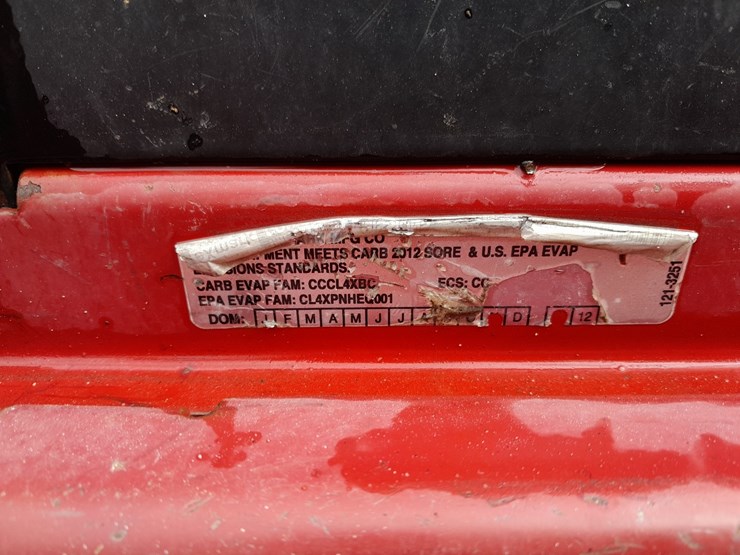 MFG CO
MENT MEETS CARB 2012 SORE & U.S. EPA EVAP
SIONS STANDARDS.
CARB EVAP FAM: CCCL4XBC
ECS: CC
EPA EVAP FAM: CL4XPNHEQ001
DOM: J F M A M J J A D 12
121-3251